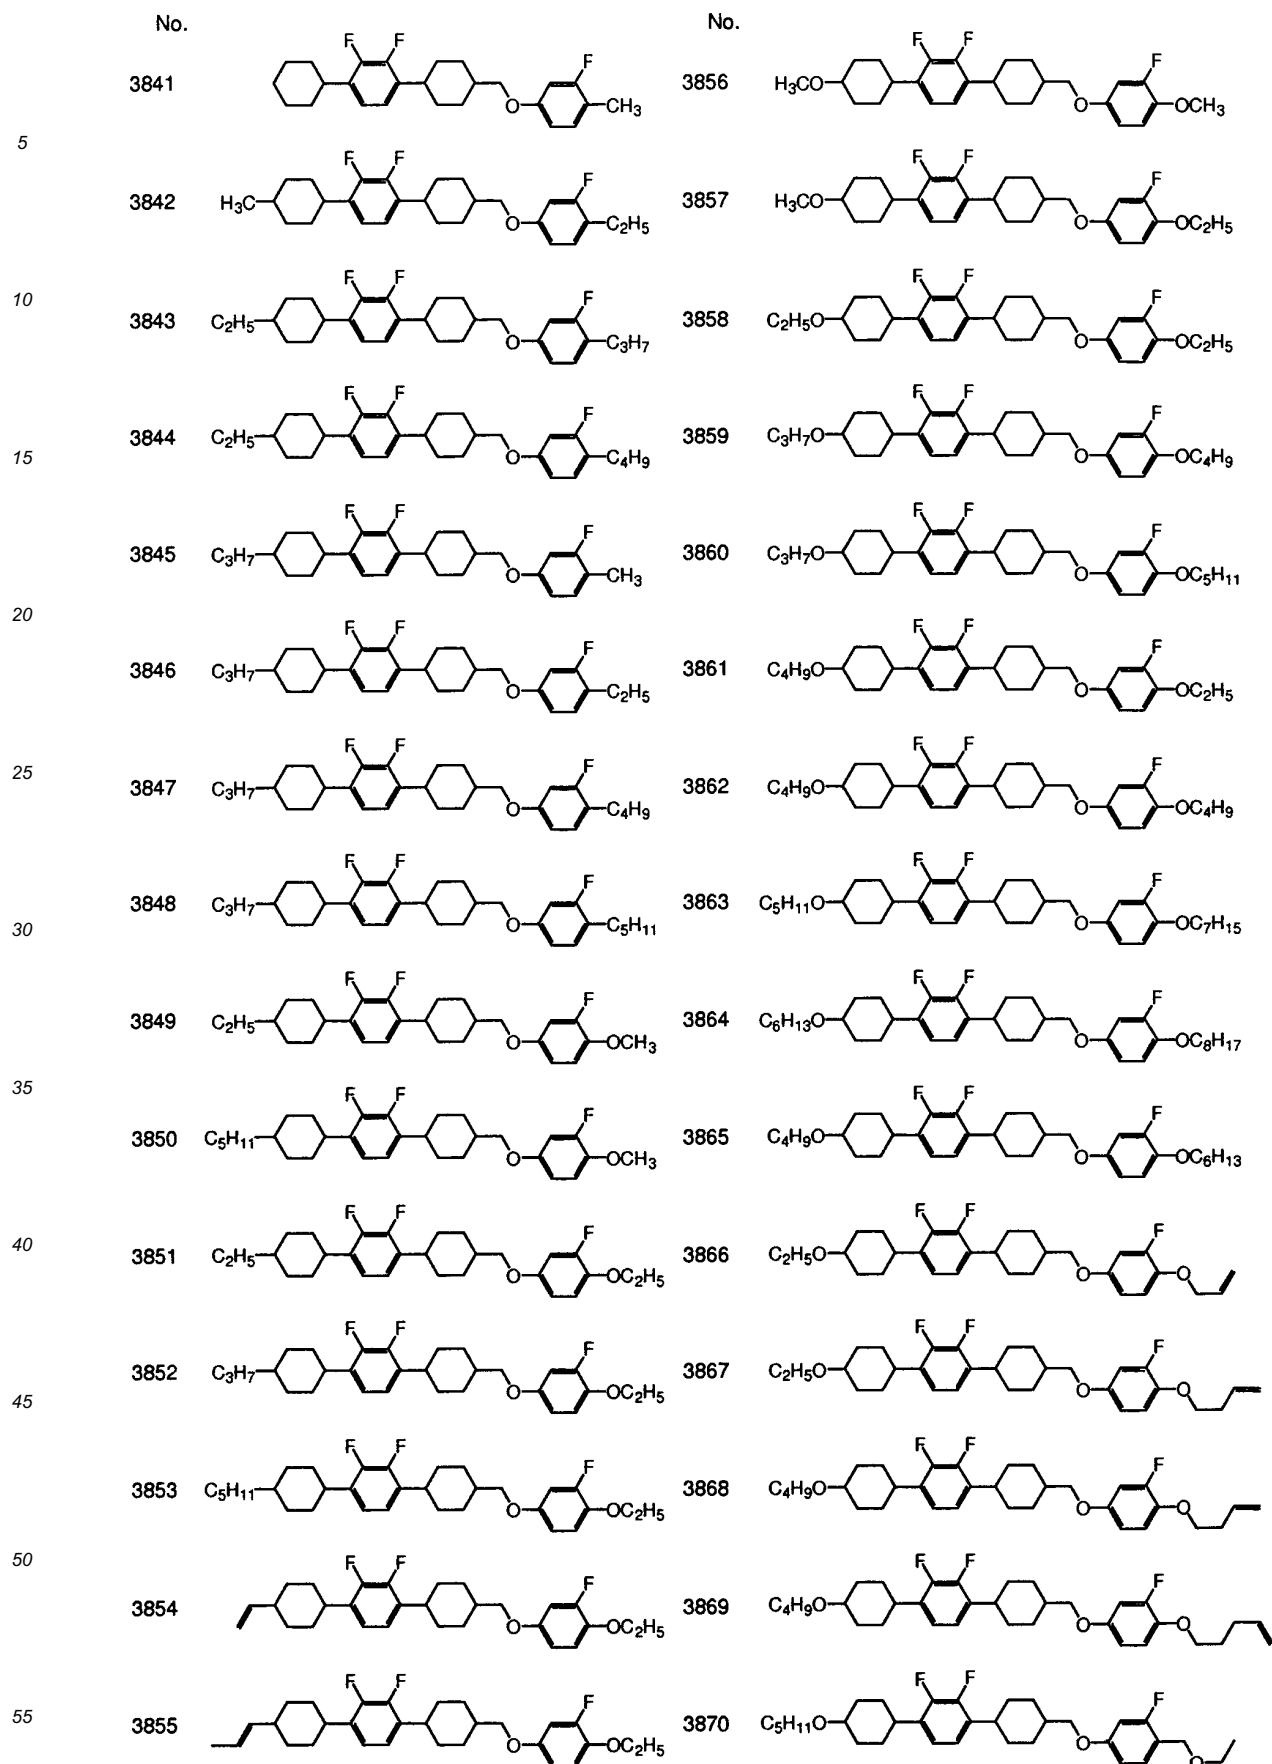 No.
3841
F F F
O CH3
5
3842
H3C
F F F
O C2H5
10
3843
C2H5
F F F
O C3H7
3844
C2H5
F F F
O C4H9
15
3845
C3H7
F F F
O CH3
20
3846
C3H7
F F F
O C2H5
25
3847
C3H7
F F F
O C4H9
3848
C3H7
F F F
O C5H11
30
3849
C2H5
F F F
O OCH3
35
3850
C5H11
F F F
O OCH3
40
3851
C2H5
F F F
O OC2H5
3852
C3H7
F F F
O OC2H5
45
3853
C5H11
F F F
O OC2H5
50
3854
F F F
O OC2H5
55
3855
F F F
O OC2H5
No.
3856
H3CO
F F F
O OCH3
3857
H3CO
F F F
O OC2H5
3858
C2H5O
F F F
O OC2H5
3859
C3H7O
F F F
O OC4H9
3860
C3H7O
F F F
O OC5H11
3861
C4H9O
F F F
O OC2H5
3862
C4H9O
F F F
O OC4H9
3863
C5H11O
F F F
O OC7H15
3864
C6H13O
F F F
O OC8H17
3865
C4H9O
F F F
O OC6H13
3866
C2H5O
F F F
O O
3867
C2H5O
F F F
O O
3868
C4H9O
F F F
O O
3869
C4H9O
F F F
O O
3870
C5H11O
F F F
O O